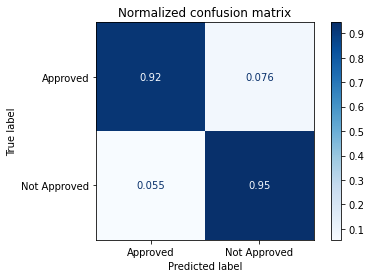 Normalized confusion matrix
True label
Approved
0.92
0.076
Not Approved
0.055
0.95
Approved
Not Approved
Predicted label
0.9
0.8
0.7
0.6
0.5
0.4
0.3
0.2
0.1